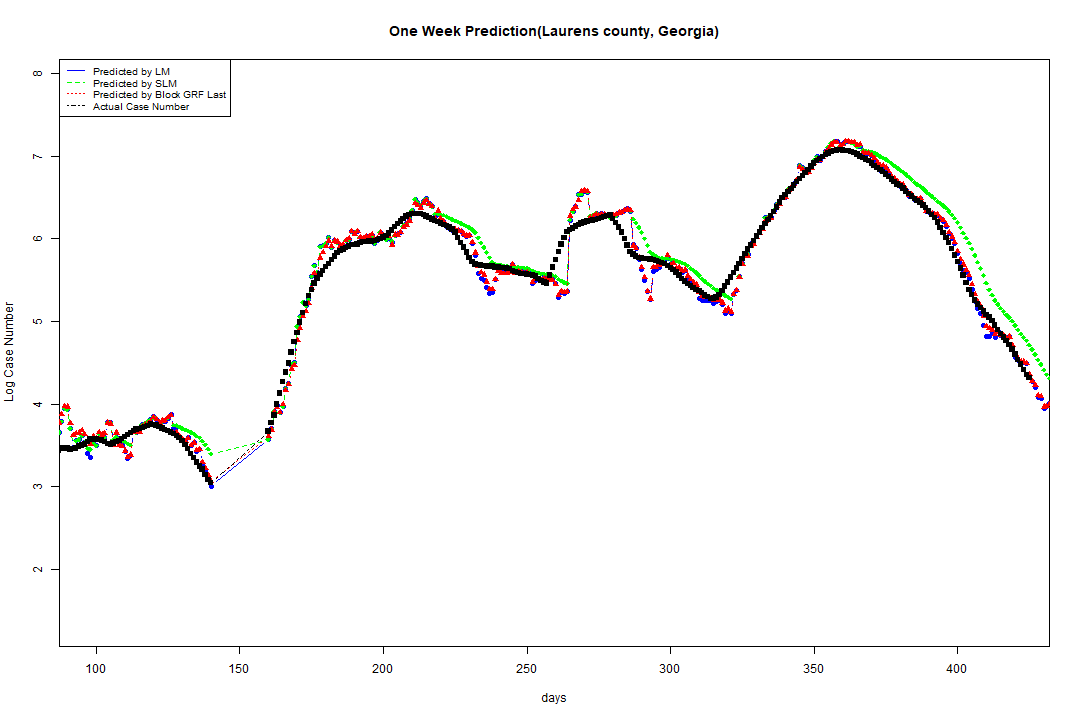 One Week Prediction(Laurens county, Georgia)
Predicted by LM
Predicted by SLM
Predicted by Block GRF Last
Actual Case Number
Log Case Number
8
7
6
5
4
3
2
100 150 200 250 300 350 400
days